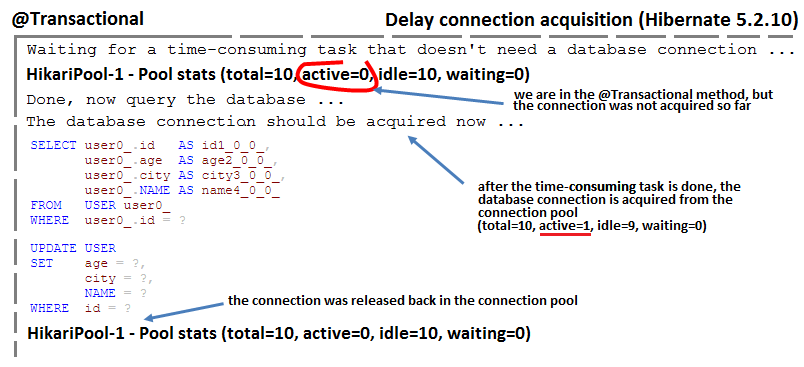 @Transactional
Delay connection acquisition (Hibernate 5.2.10)
Waiting for a time-consuming task that doesn't need a database connection ...
HikariPool-1 - Pool stats (total=10, active=0, idle=10, waiting=0)
Done, now query the database ...
we are in the @Transactional method, but
the connection was not acquired so far
The database connection should be acquired now ...
SELECT user0_.id AS id1_0_0_,
user0_.age AS age2_0_0_,
user0_.city AS city3_0_0_,
user0_.NAME AS name4_0_0_
FROM USER user0_
WHERE user0_.id = ?
after the time-consuming task is done, the
database connection is acquired from the
connection pool
(total=10, active=1, idle=9, waiting=0)
UPDATE USER
SET age = ?,
city = ?,
NAME = ?
WHERE id = ?
the connection was released back in the connection pool
HikariPool-1 - Pool stats (total=10, active=0, idle=10, waiting=0)